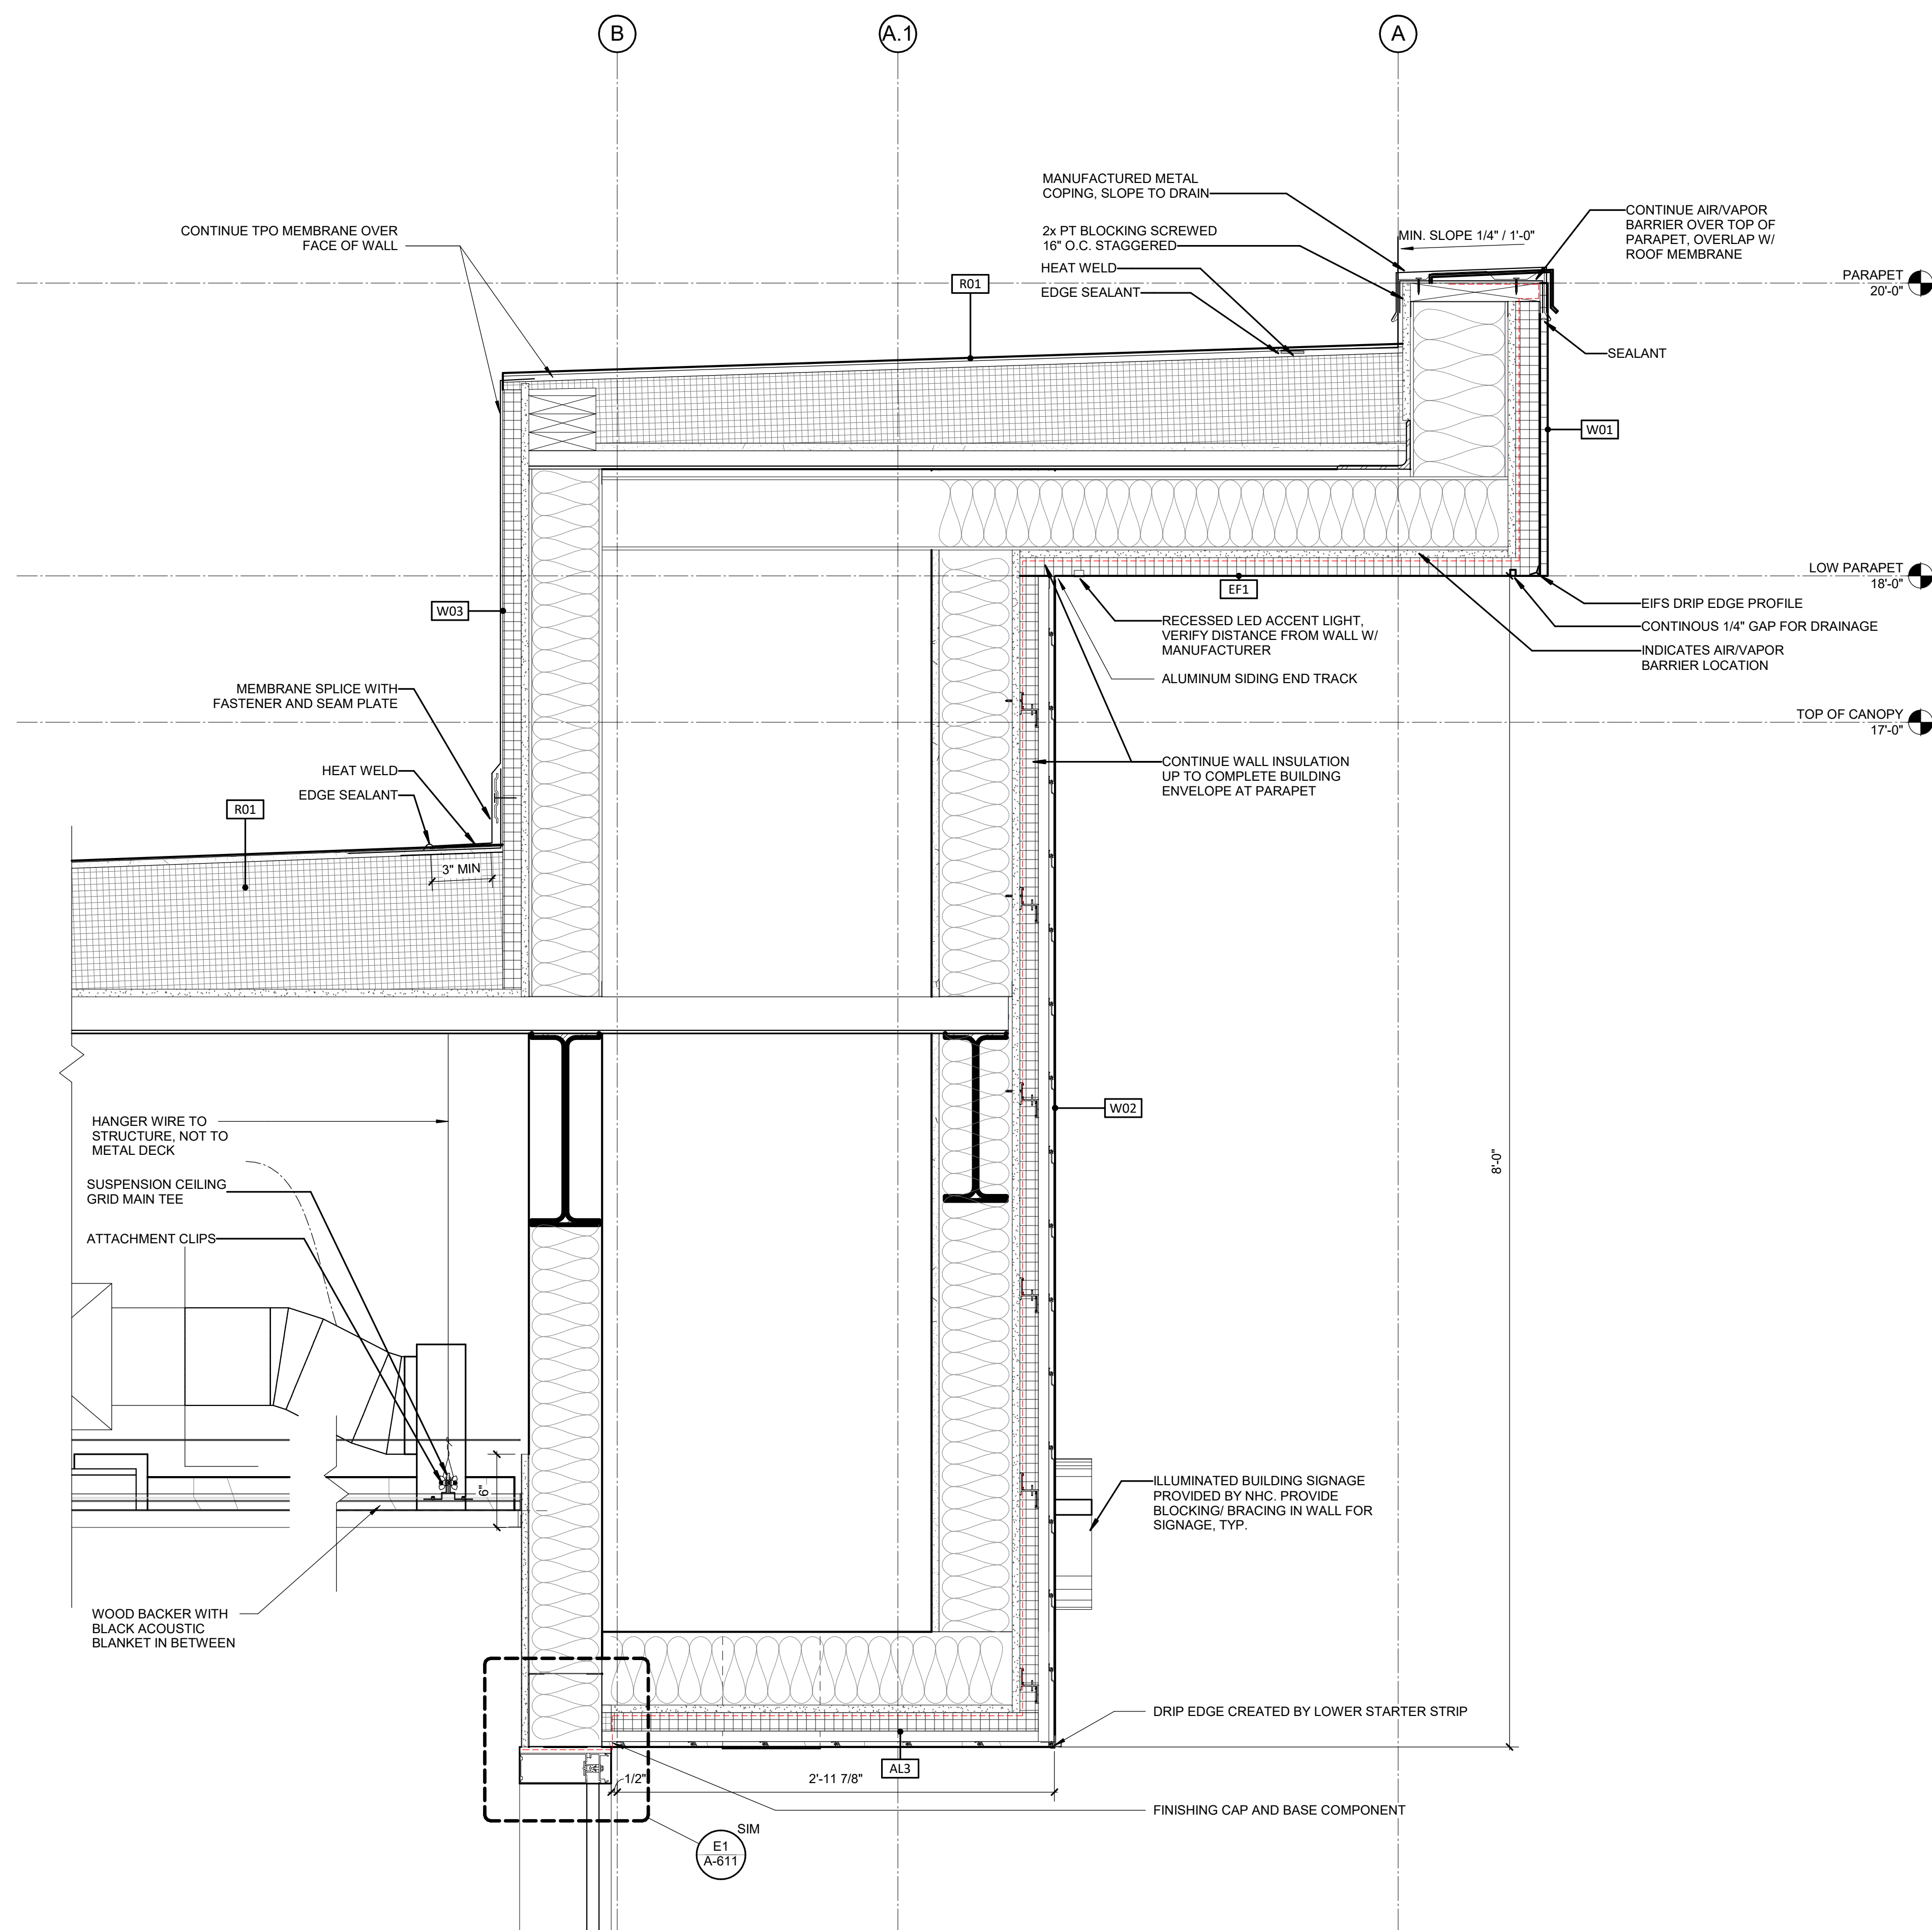 B
A.1
A
MANUFACTURED METAL
COPING, SLOPE TO DRAIN
2x PT BLOCKING SCREWED
16" O.C. STAGGERED
HEAT WELD
EDGE SEALANT
MIN. SLOPE 1/4" / 1'-0"
CONTINUE AIR/VAPOR
BARRIER OVER TOP OF
PARAPET, OVERLAP W/
ROOF MEMBRANE
CONTINUE TPO MEMBRANE OVER
FACE OF WALL
R01
PARAPET
20'-0"
SEALANT
W01
LOW PARAPET
18'-0"
EF1
W03
EIFS DRIP EDGE PROFILE
CONTINOUS 1/4" GAP FOR DRAINAGE
INDICATES AIR/VAPOR
BARRIER LOCATION
RECESSED LED ACCENT LIGHT,
VERIFY DISTANCE FROM WALL W/
MANUFACTURER
ALUMINUM SIDING END TRACK
MEMBRANE SPLICE WITH
FASTENER AND SEAM PLATE
TOP OF CANOPY
17'-0"
CONTINUE WALL INSULATION
UP TO COMPLETE BUILDING
ENVELOPE AT PARAPET
HEAT WELD
EDGE SEALANT
R01
3" MIN
W02
HANGER WIRE TO
STRUCTURE, NOT TO
METAL DECK
8'-0"
SUSPENSION CEILING
GRID MAIN TEE
ATTACHMENT CLIPS
6"
ILLUMINATED BUILDING SIGNAGE
PROVIDED BY NHC. PROVIDE
BLOCKING/ BRACING IN WALL FOR
SIGNAGE, TYP.
WOOD BACKER WITH
BLACK ACOUSTIC
BLANKET IN BETWEEN
DRIP EDGE CREATED BY LOWER STARTER STRIP
AL3
1/2"
2'-11 7/8"
FINISHING CAP AND BASE COMPONENT
SIM
E1
A-611